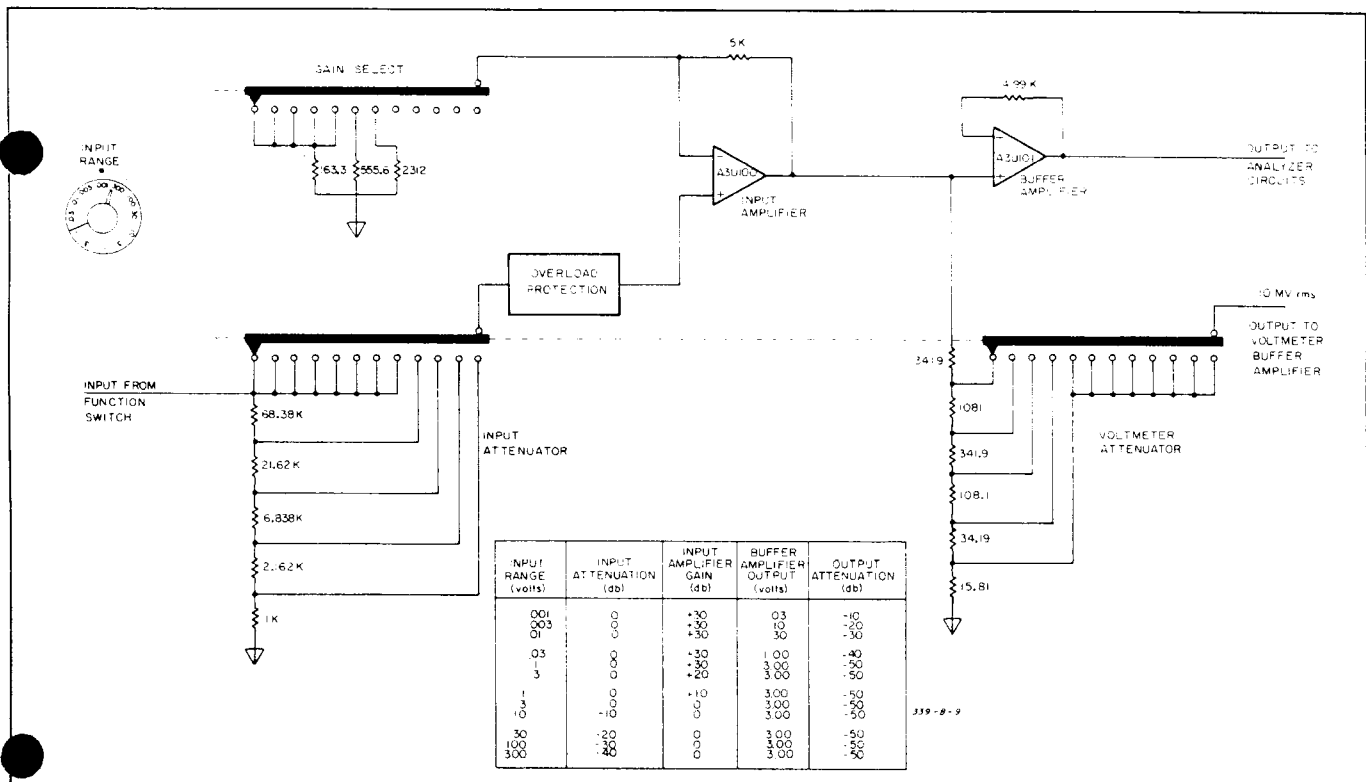 GAIN SELECT
5K
4.99K
INPUT
RANGE
.003 .001 300
163.3 555.6 2312
-
+
A3U100
INPUT
AMPLIFIER
-
+
A3U101
BUFFER
AMPLIFIER
OUTPUT TO
ANALYZER
CIRCUITS
OVERLOAD
PROTECTION
10 MV rms
OUTPUT TO
VOLTMETER
BUFFER
AMPLIFIER
INPUT FROM
FUNCTION
SWITCH
68.38K
21.62K
6.838K
2.162K
1K
INPUT
ATTENUATOR
3419
1081
341.9
108.1
34.19
15.81
VOLTMETER
ATTENUATOR
INPUT RANGE (volts) INPUT ATTENUATION (db) INPUT AMPLIFIER GAIN (db) BUFFER AMPLIFIER OUTPUT (volts) OUTPUT ATTENUATION (db)
.001 0 +30 .03 -10
.003 0 +30 .10 -20
.01 0 +30 .30 -30
.03 0 +30 1.00 -40
.1 0 +30 3.00 -50
.3 0 +20 3.00 -50
1 0 +10 3.00 -50
3 0 0 3.00 -50
10 -10 0 3.00 -50
30 -20 0 3.00 -50
100 -30 0 3.00 -50
300 -40 0 3.00 -50
339-B-9